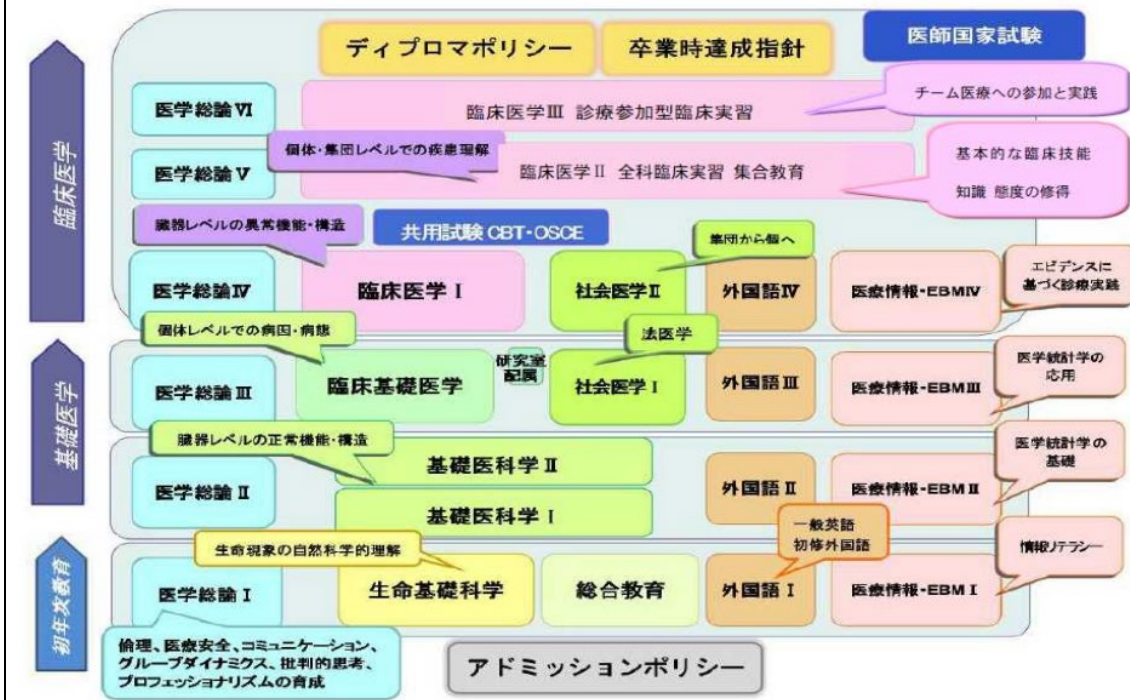 ディプロマポリシー
卒業時達成指針
医師国家試験
臨床医学
医学総論Ⅵ
臨床医学Ⅲ 診療参加型臨床実習
チーム医療への参加と実践
個体・集団レベルでの疾患理解
医学総論Ⅴ
臨床医学Ⅱ 全科臨床実習 集合教育
基本的な臨床技能
知識 態度の修得
臓器レベルの異常機能・構造
共用試験 CBT・OSCE
集団から個へ
医学総論Ⅳ
臨床医学Ⅰ
社会医学Ⅱ
外国語Ⅳ
医療情報・EBMⅣ
エビデンスに
基づく診療実践
基礎医学
個体レベルでの病因・病態
法医学
医学総論Ⅲ
臨床基礎医学
研究室
配属
社会医学Ⅰ
外国語Ⅲ
医療情報・EBMⅢ
医学統計学の
応用
臓器レベルの正常機能・構造
医学総論Ⅱ
基礎医科学Ⅱ
基礎医科学Ⅰ
外国語Ⅱ
医療情報・EBMⅡ
医学統計学の
基礎
初年次教育
生命現象の自然科学的理解
一般英語
初修外国語
情報リテラシー
医学総論Ⅰ
生命基礎科学
総合教育
外国語Ⅰ
医療情報・EBMⅠ
倫理、医療安全、コミュニケーション、
グループダイナミクス、批判的思考、
プロフェッショナリズムの育成
アドミッションポリシー